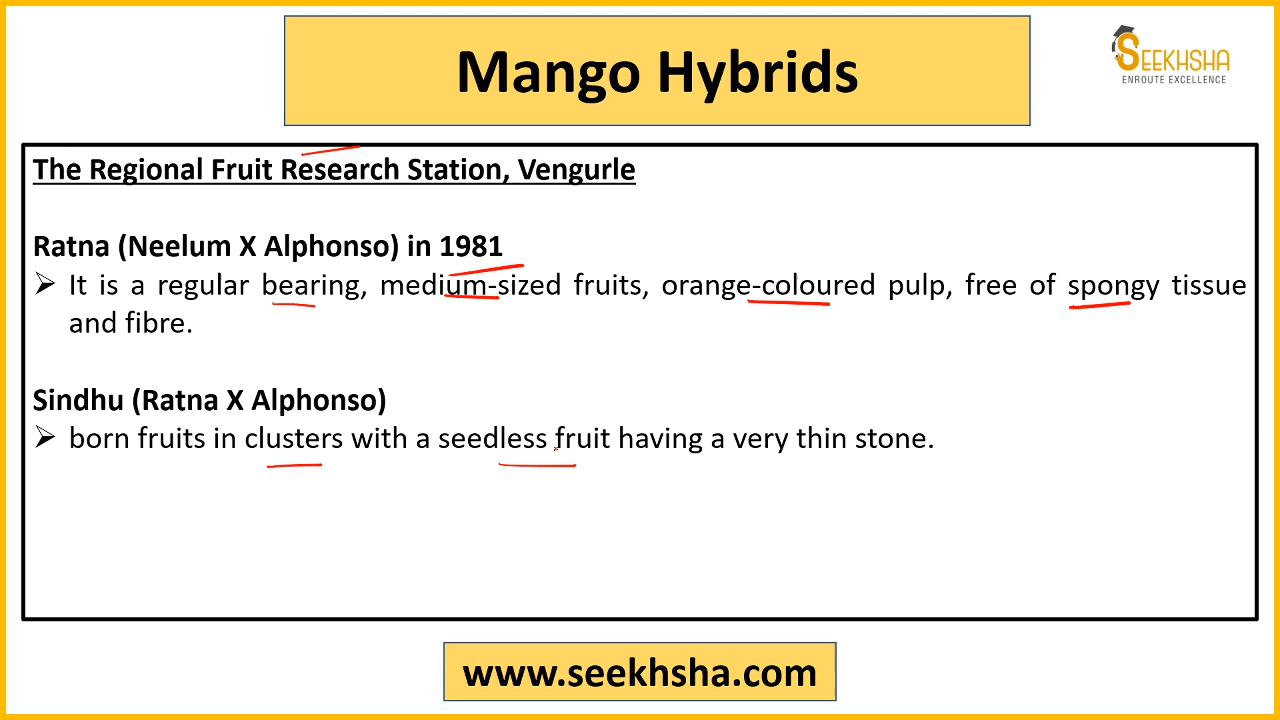 Mango Hybrids
SEEKHSHA
ENROUTE EXCELLENCE
The Regional Fruit Research Station, Vengurle
Ratna (Neelum X Alphonso) in 1981
➢ It is a regular bearing, medium-sized fruits, orange-coloured pulp, free of spongy tissue
and fibre.
Sindhu (Ratna X Alphonso)
➢ born fruits in clusters with a seedless fruit having a very thin stone.
www.seekhsha.com